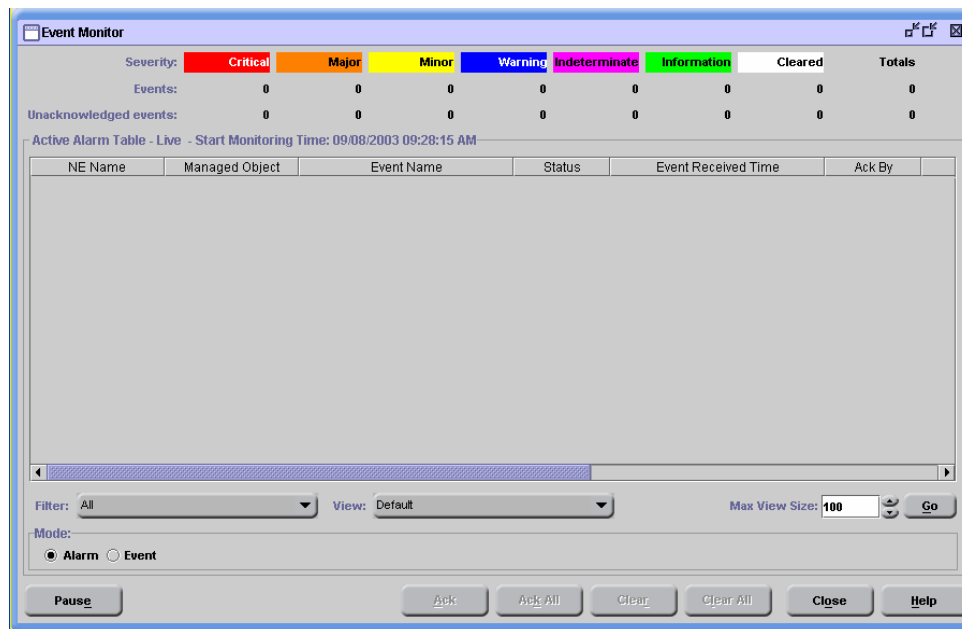 Event Monitor
Severity: Critical Major Minor Warning Indeterminate Information Cleared Totals
Events: 0 0 0 0 0 0 0 0
Unacknowledged events: 0 0 0 0 0 0 0 0
Active Alarm Table - Live - Start Monitoring Time: 09/08/2003 09:28:15 AM
NE Name Managed Object Event Name Status Event Received Time Ack By
Filter: All View: Default Max View Size: 100 Go
Mode:
Alarm Event
Pause Ack Ack All Clear Clear All Close Help